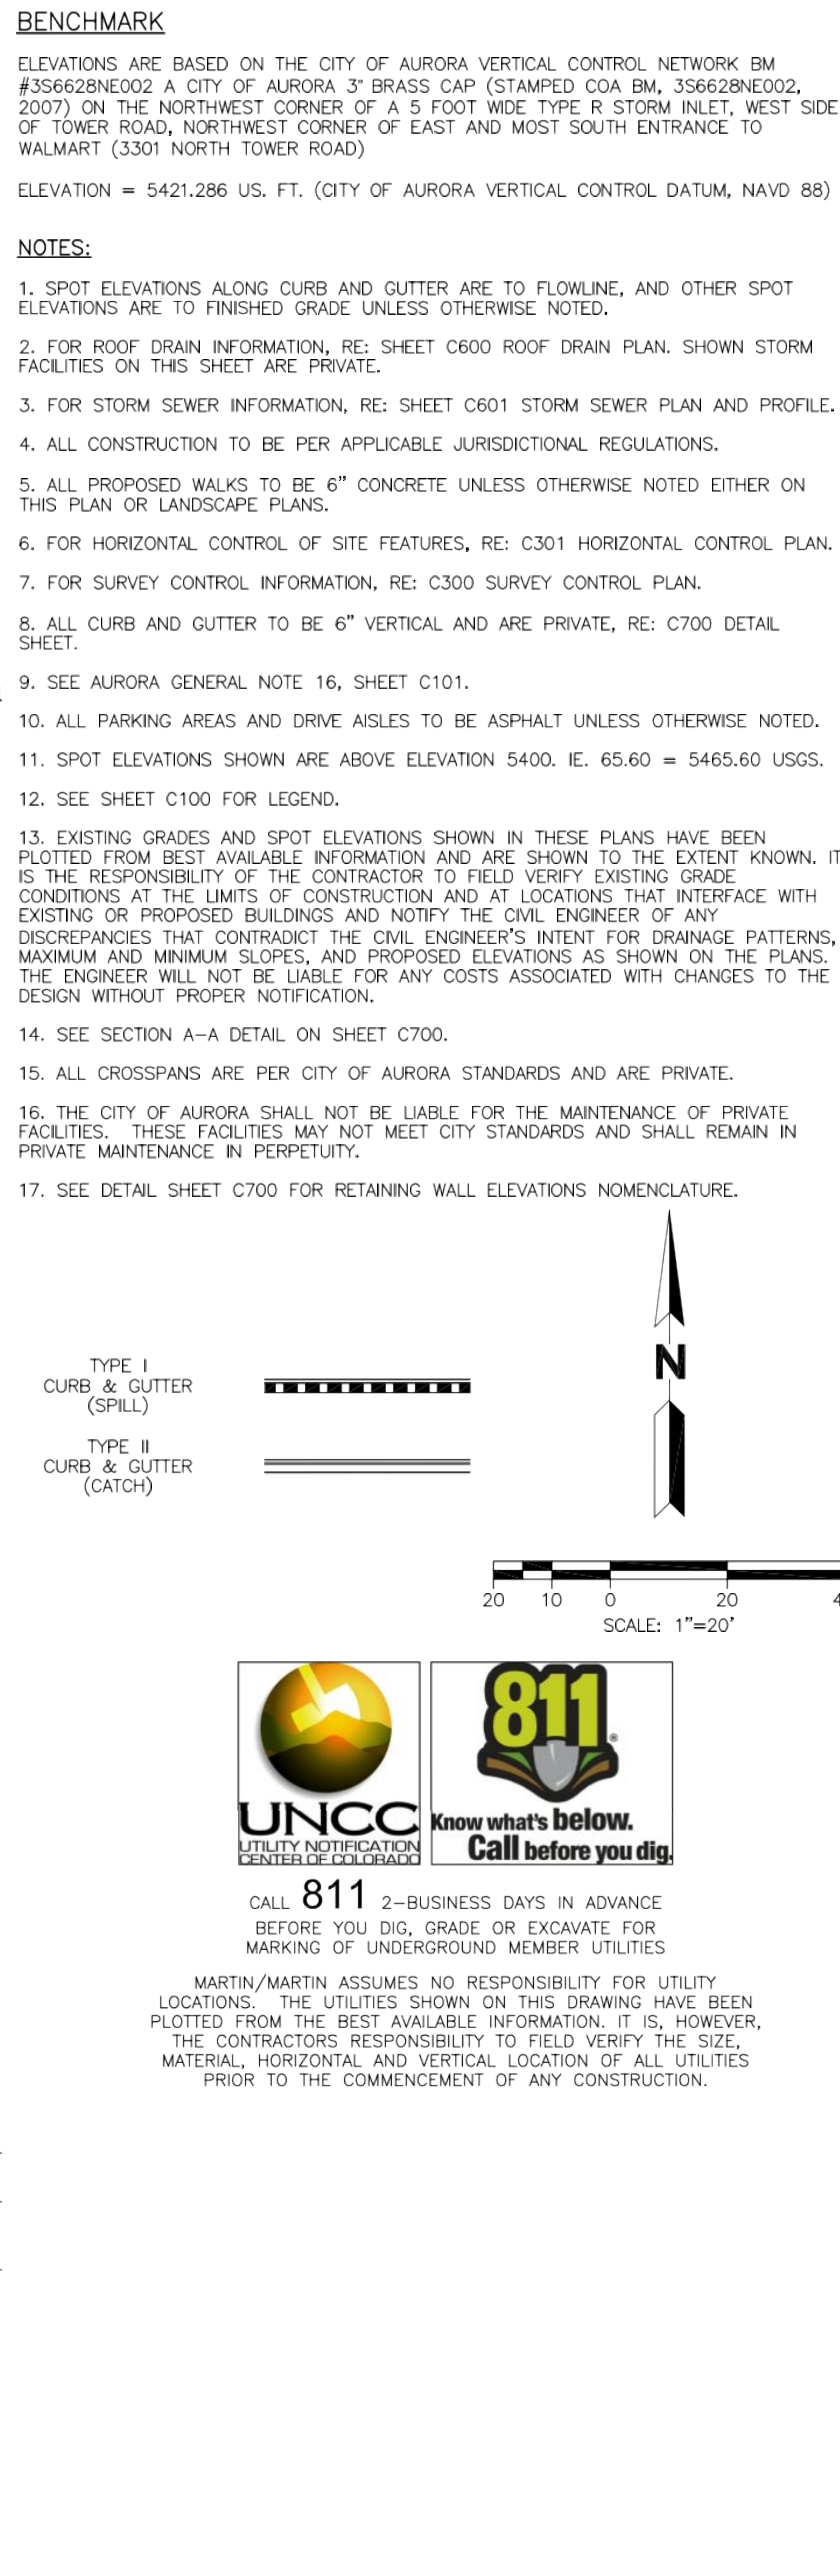 BENCHMARK
ELEVATIONS ARE BASED ON THE CITY OF AURORA VERTICAL CONTROL NETWORK BM
#3S6628NE002 A CITY OF AURORA 3" BRASS CAP (STAMPED COA BM, 3S6628NE002,
2007) ON THE NORTHWEST CORNER OF A 5 FOOT WIDE TYPE R STORM INLET, WEST SIDE
OF TOWER ROAD, NORTHWEST CORNER OF EAST AND MOST SOUTH ENTRANCE TO
WALMART (3301 NORTH TOWER ROAD)
ELEVATION = 5421.286 US. FT. (CITY OF AURORA VERTICAL CONTROL DATUM, NAVD 88)
NOTES:
1. SPOT ELEVATIONS ALONG CURB AND GUTTER ARE TO FLOWLINE, AND OTHER SPOT
ELEVATIONS ARE TO FINISHED GRADE UNLESS OTHERWISE NOTED.
2. FOR ROOF DRAIN INFORMATION, RE: SHEET C600 ROOF DRAIN PLAN. SHOWN STORM
FACILITIES ON THIS SHEET ARE PRIVATE.
3. FOR STORM SEWER INFORMATION, RE: SHEET C601 STORM SEWER PLAN AND PROFILE.
4. ALL CONSTRUCTION TO BE PER APPLICABLE JURISDICTIONAL REGULATIONS.
5. ALL PROPOSED WALKS TO BE 6" CONCRETE UNLESS OTHERWISE NOTED EITHER ON
THIS PLAN OR LANDSCAPE PLANS.
6. FOR HORIZONTAL CONTROL OF SITE FEATURES, RE: C301 HORIZONTAL CONTROL PLAN.
7. FOR SURVEY CONTROL INFORMATION, RE: C300 SURVEY CONTROL PLAN.
8. ALL CURB AND GUTTER TO BE 6" VERTICAL AND ARE PRIVATE, RE: C700 DETAIL
SHEET.
9. SEE AURORA GENERAL NOTE 16, SHEET C101.
10. ALL PARKING AREAS AND DRIVE AISLES TO BE ASPHALT UNLESS OTHERWISE NOTED.
11. SPOT ELEVATIONS SHOWN ARE ABOVE ELEVATION 5400. IE. 65.60 = 5465.60 USGS.
12. SEE SHEET C100 FOR LEGEND.
13. EXISTING GRADES AND SPOT ELEVATIONS SHOWN IN THESE PLANS HAVE BEEN
PLOTTED FROM BEST AVAILABLE INFORMATION AND ARE SHOWN TO THE EXTENT KNOWN. IT
IS THE RESPONSIBILITY OF THE CONTRACTOR TO FIELD VERIFY EXISTING GRADE
CONDITIONS AT THE LIMITS OF CONSTRUCTION AND AT LOCATIONS THAT INTERFACE WITH
EXISTING OR PROPOSED BUILDINGS AND NOTIFY THE CIVIL ENGINEER OF ANY
DISCREPANCIES THAT CONTRADICT THE CIVIL ENGINEER'S INTENT FOR DRAINAGE PATTERNS,
MAXIMUM AND MINIMUM SLOPES, AND PROPOSED ELEVATIONS AS SHOWN ON THE PLANS.
THE ENGINEER WILL NOT BE LIABLE FOR ANY COSTS ASSOCIATED WITH CHANGES TO THE
DESIGN WITHOUT PROPER NOTIFICATION.
14. SEE SECTION A-A DETAIL ON SHEET C700.
15. ALL CROSSPANS ARE PER CITY OF AURORA STANDARDS AND ARE PRIVATE.
16. THE CITY OF AURORA SHALL NOT BE LIABLE FOR THE MAINTENANCE OF PRIVATE
FACILITIES. THESE FACILITIES MAY NOT MEET CITY STANDARDS AND SHALL REMAIN IN
PRIVATE MAINTENANCE IN PERPETUITY.
17. SEE DETAIL SHEET C700 FOR RETAINING WALL ELEVATIONS NOMENCLATURE.
TYPE I
CURB & GUTTER
(SPILL)
N
TYPE II
CURB & GUTTER
(CATCH)
20 10 0 20 4
SCALE: 1"=20'
811®
UNCC
UTILITY NOTIFICATION
CENTER OF COLORADO
Know what's below.
Call before you dig.
CALL 811 2-BUSINESS DAYS IN ADVANCE
BEFORE YOU DIG, GRADE OR EXCAVATE FOR
MARKING OF UNDERGROUND MEMBER UTILITIES
MARTIN/MARTIN ASSUMES NO RESPONSIBILITY FOR UTILITY
LOCATIONS. THE UTILITIES SHOWN ON THIS DRAWING HAVE BEEN
PLOTTED FROM THE BEST AVAILABLE INFORMATION. IT IS, HOWEVER,
THE CONTRACTORS RESPONSIBILITY TO FIELD VERIFY THE SIZE,
MATERIAL, HORIZONTAL AND VERTICAL LOCATION OF ALL UTILITIES
PRIOR TO THE COMMENCEMENT OF ANY CONSTRUCTION.